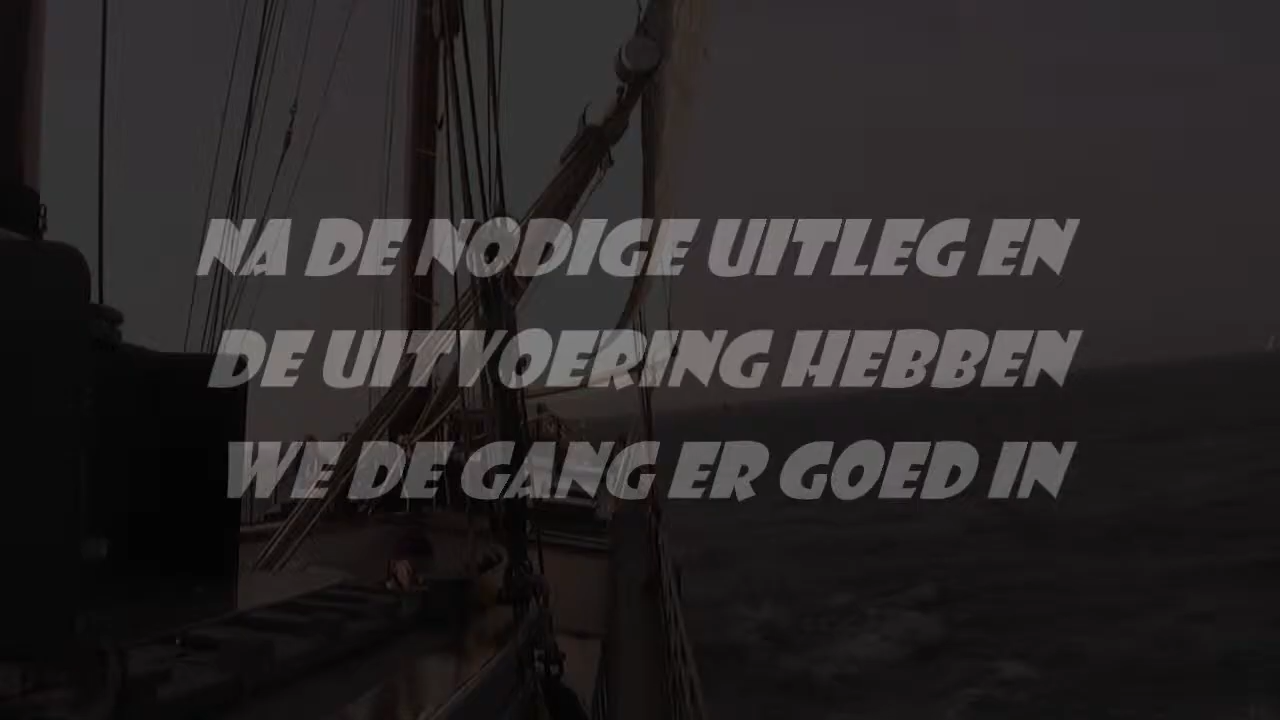 NA DE NODIGE UITLEG EN
DE UITVOERING HEBBEN
WE DE GANG ER GOED IN